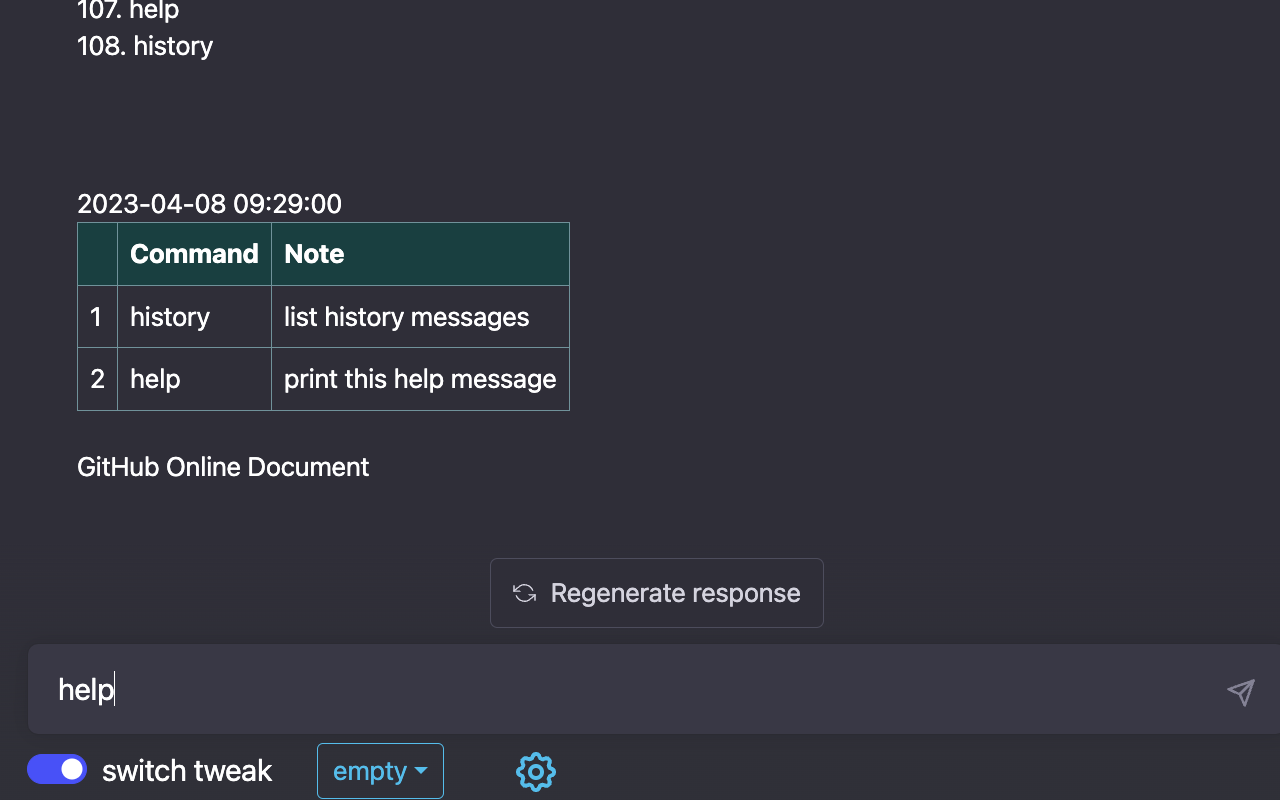 107. help
108. history
2023-04-08 09:29:00
Command Note
1 history list history messages
2 help print this help message
GitHub Online Document
Regenerate response
help
switch tweak empty